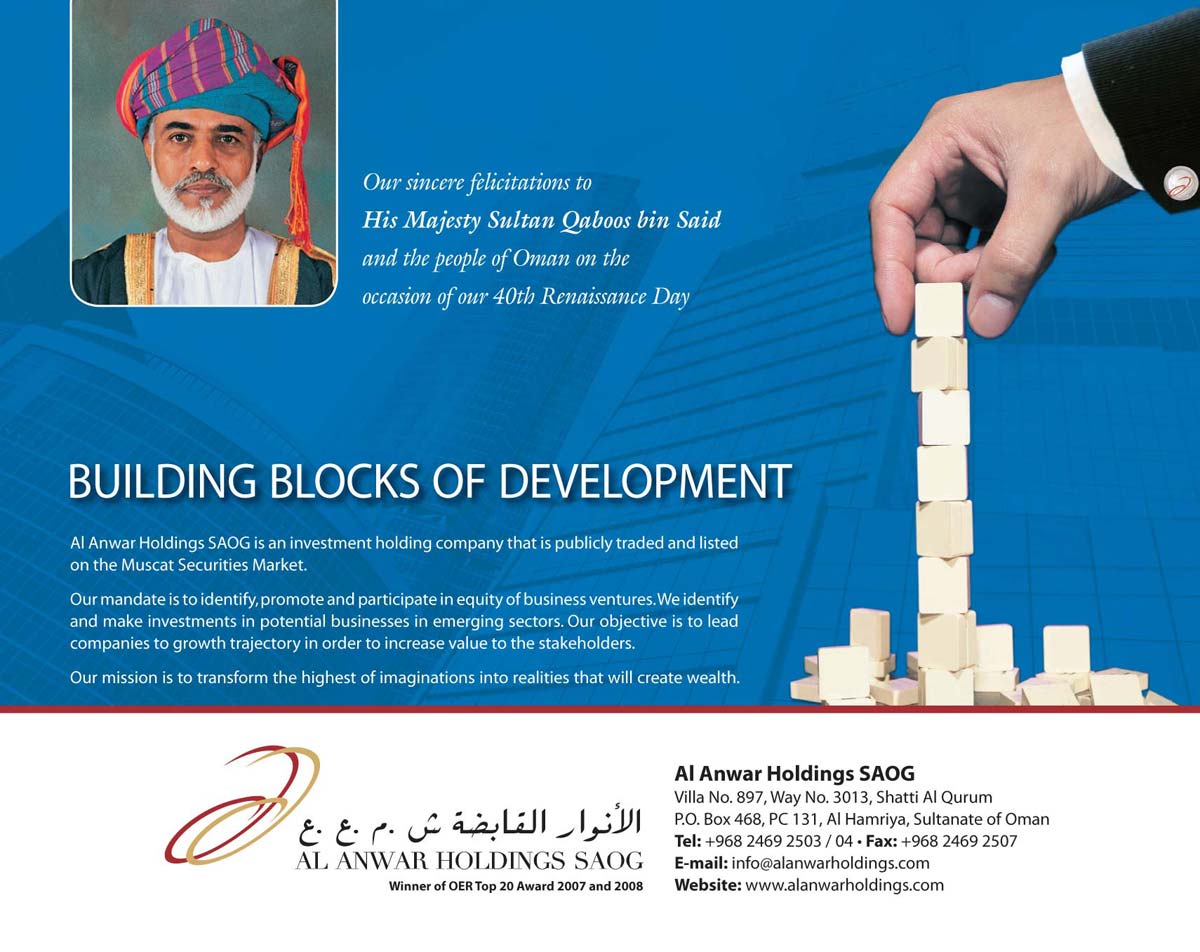 Our sincere felicitations to
His Majesty Sultan Qaboos bin Said
and the people of Oman on the
occasion of our 40th Renaissance Day
BUILDING BLOCKS OF DEVELOPMENT
Al Anwar Holdings SAOG is an investment holding company that is publicly traded and listed
on the Muscat Securities Market.
Our mandate is to identify, promote and participate in equity of business ventures. We identify
and make investments in potential businesses in emerging sectors. Our objective is to lead
companies to growth trajectory in order to increase value to the stakeholders.
Our mission is to transform the highest of imaginations into realities that will create wealth.
الأنوار القابضة ش .م .ع .ع
AL ANWAR HOLDINGS SAOG
Winner of OER Top 20 Award 2007 and 2008
Al Anwar Holdings SAOG
Villa No. 897, Way No. 3013, Shatti Al Qurum
P.O. Box 468, PC 131, Al Hamriya, Sultanate of Oman
Tel: +968 2469 2503 / 04 • Fax: +968 2469 2507
E-mail: info@alanwarholdings.com
Website: www.alanwarholdings.com